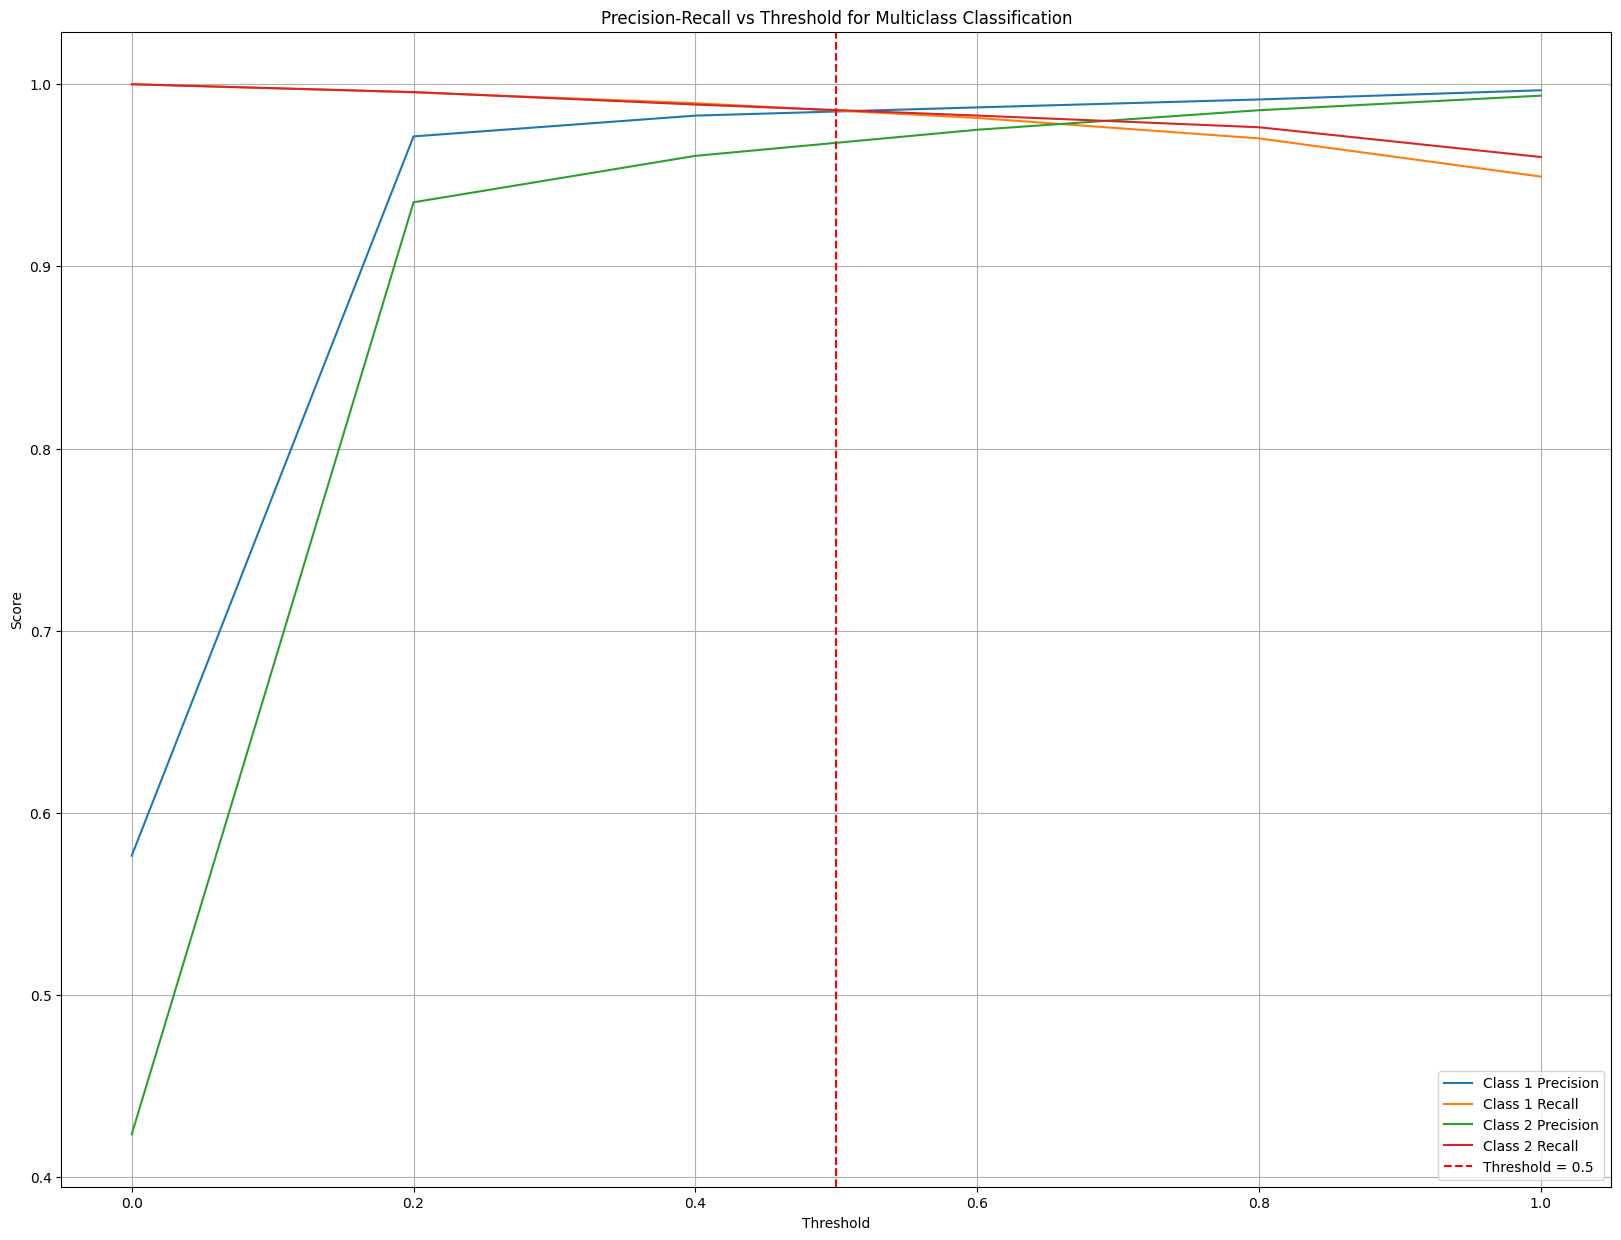 Precision-Recall vs Threshold for Multiclass Classification
Score
1.0
0.9
0.8
0.7
0.6
0.5
0.4
0.0 0.2 0.4 0.6 0.8 1.0
Threshold
Class 1 Precision
Class 1 Recall
Class 2 Precision
Class 2 Recall
Threshold = 0.5